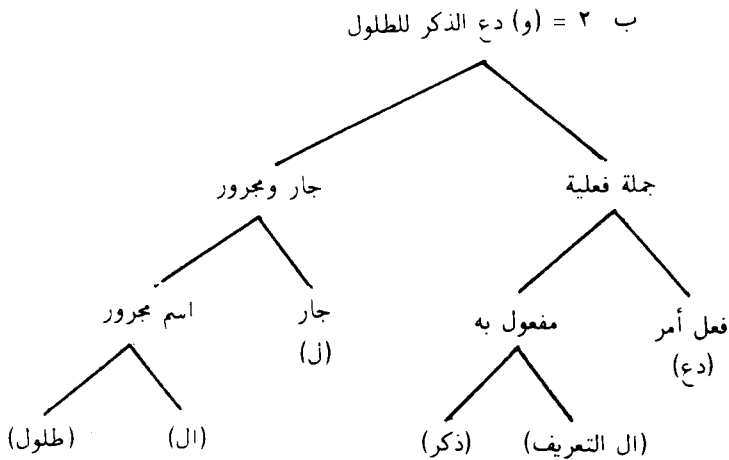 ب ٢ = (و) دع الذكر للطلول
جملة فعلية جار ومجرور
فعل أمر مفعول به جار اسم مجرور
(دع) (ل)
(ال التعريف) (ذكر) (ال) (طلول)